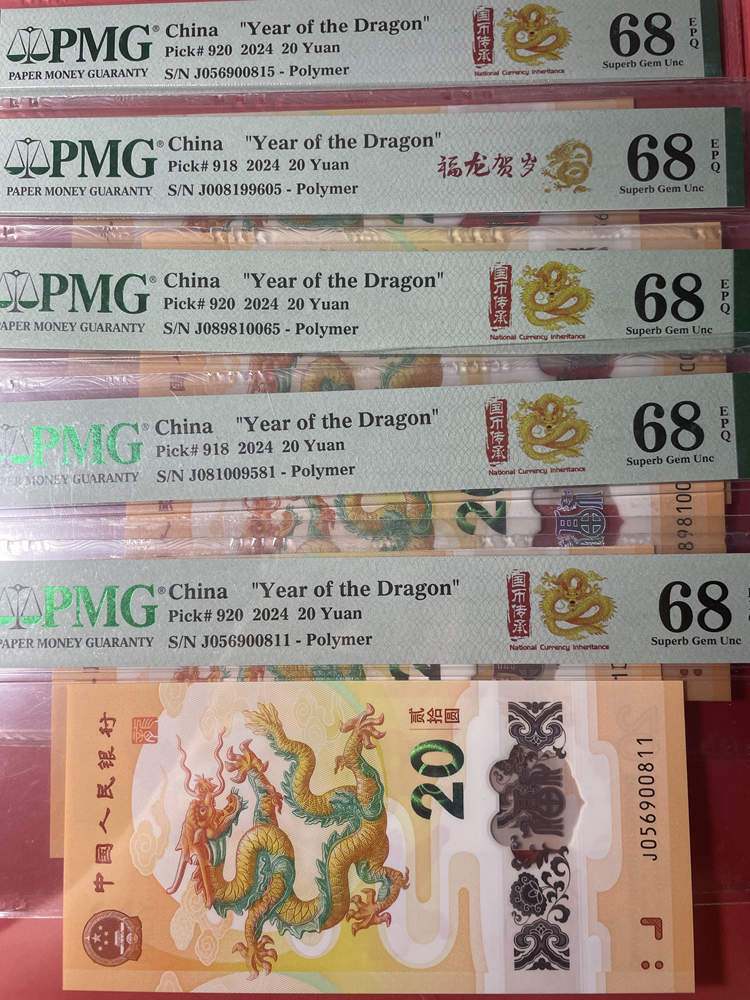 PMG® China "Year of the Dragon"
Pick# 920 2024 20 Yuan
PAPER MONEY GUARANTY S/N J056900815 - Polymer
国币传承
National Currency Inheritance
68 EPQ
Superb Gem Unc
PMG® China "Year of the Dragon"
Pick# 918 2024 20 Yuan
PAPER MONEY GUARANTY S/N J008199605 - Polymer
福龙贺岁
68 EPQ
Superb Gem Unc
PMG® China "Year of the Dragon"
Pick# 920 2024 20 Yuan
PAPER MONEY GUARANTY S/N J089810065 - Polymer
国币传承
National Currency Inheritance
68 EPQ
Superb Gem Unc
PMG® China "Year of the Dragon"
Pick# 918 2024 20 Yuan
PER MONEY GUARANTY S/N J081009581 - Polymer
国币传承
National Currency Inheritance
68 EPQ
Superb Gem Unc
20
PMG® China "Year of the Dragon"
Pick# 920 2024 20 Yuan
PAPER MONEY GUARANTY S/N J056900811 - Polymer
国币传承
National Currency Inheritance
68
Superb Gem Unc
中國人民銀行
贰拾圓
20
J056900811